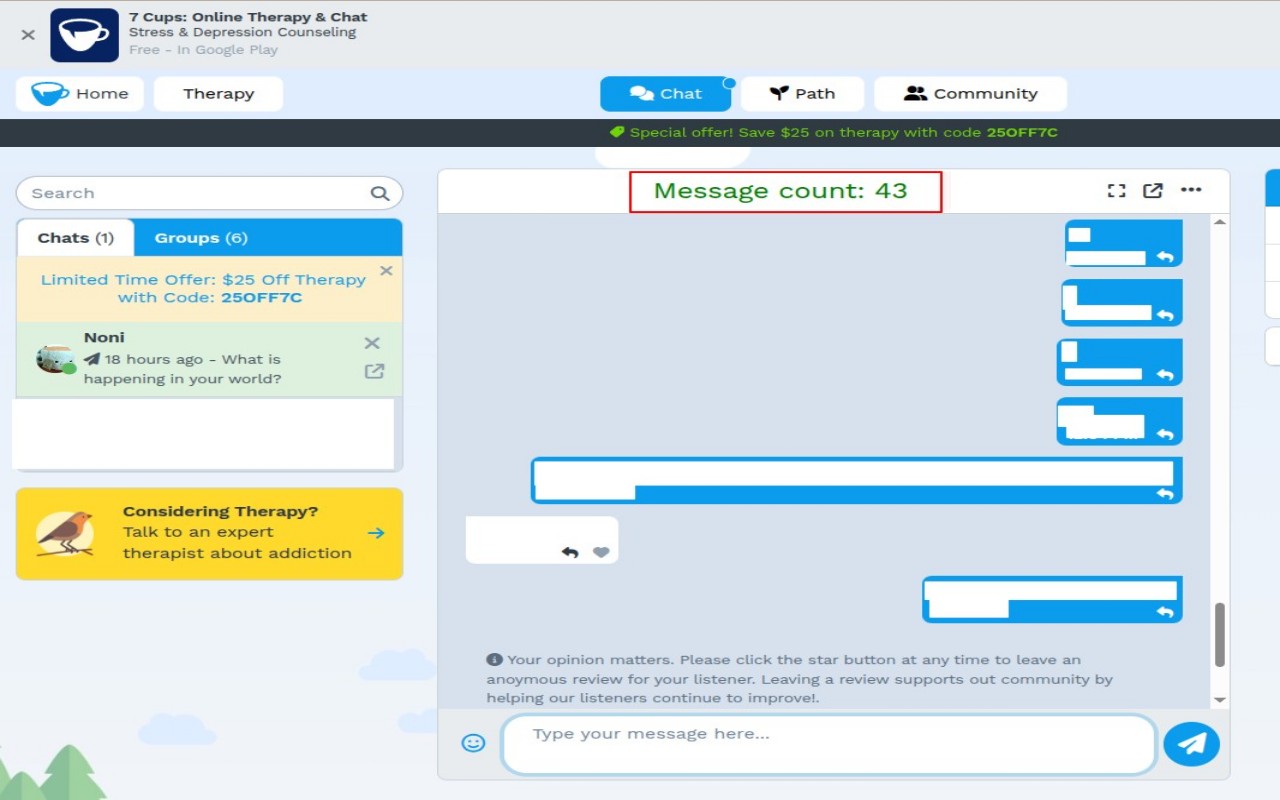 7 Cups: Online Therapy & Chat
Stress & Depression Counseling
Free - In Google Play
Home
Therapy
Chat
Path
Community
Special offer! Save $25 on therapy with code 25OFF7C
Search
Message count: 43
Chats (1)
Groups (6)
Limited Time Offer: $25 Off Therapy
with Code: 25OFF7C
Noni
18 hours ago - What is
happening in your world?
Considering Therapy?
Talk to an expert
therapist about addiction
Your opinion matters. Please click the star button at any time to leave an
anoymous review for your listener. Leaving a review supports out community by
helping our listeners continue to improve!.
Type your message here...